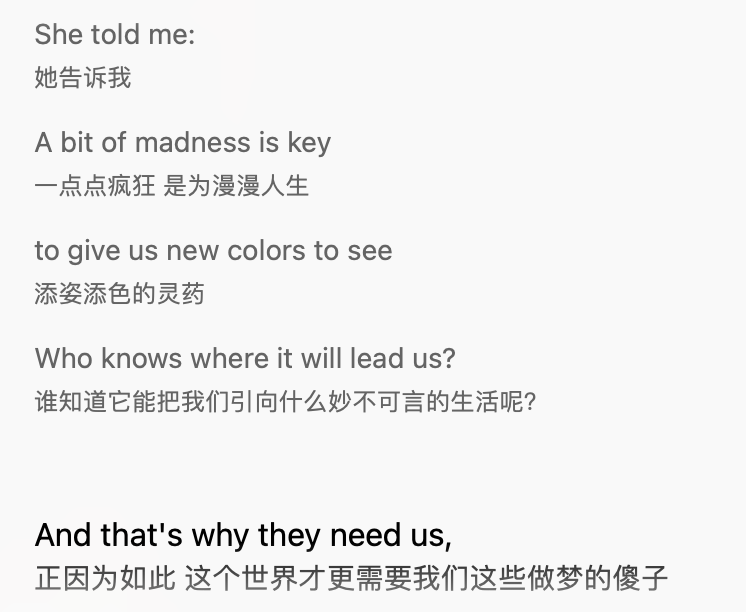 She told me:
她告诉我
A bit of madness is key
一点点疯狂 是为漫漫人生
to give us new colors to see
添姿添色的灵药
Who knows where it will lead us?
谁知道它能把我们引向什么妙不可言的生活呢?
And that's why they need us,
正因为如此 这个世界才更需要我们这些做梦的傻子